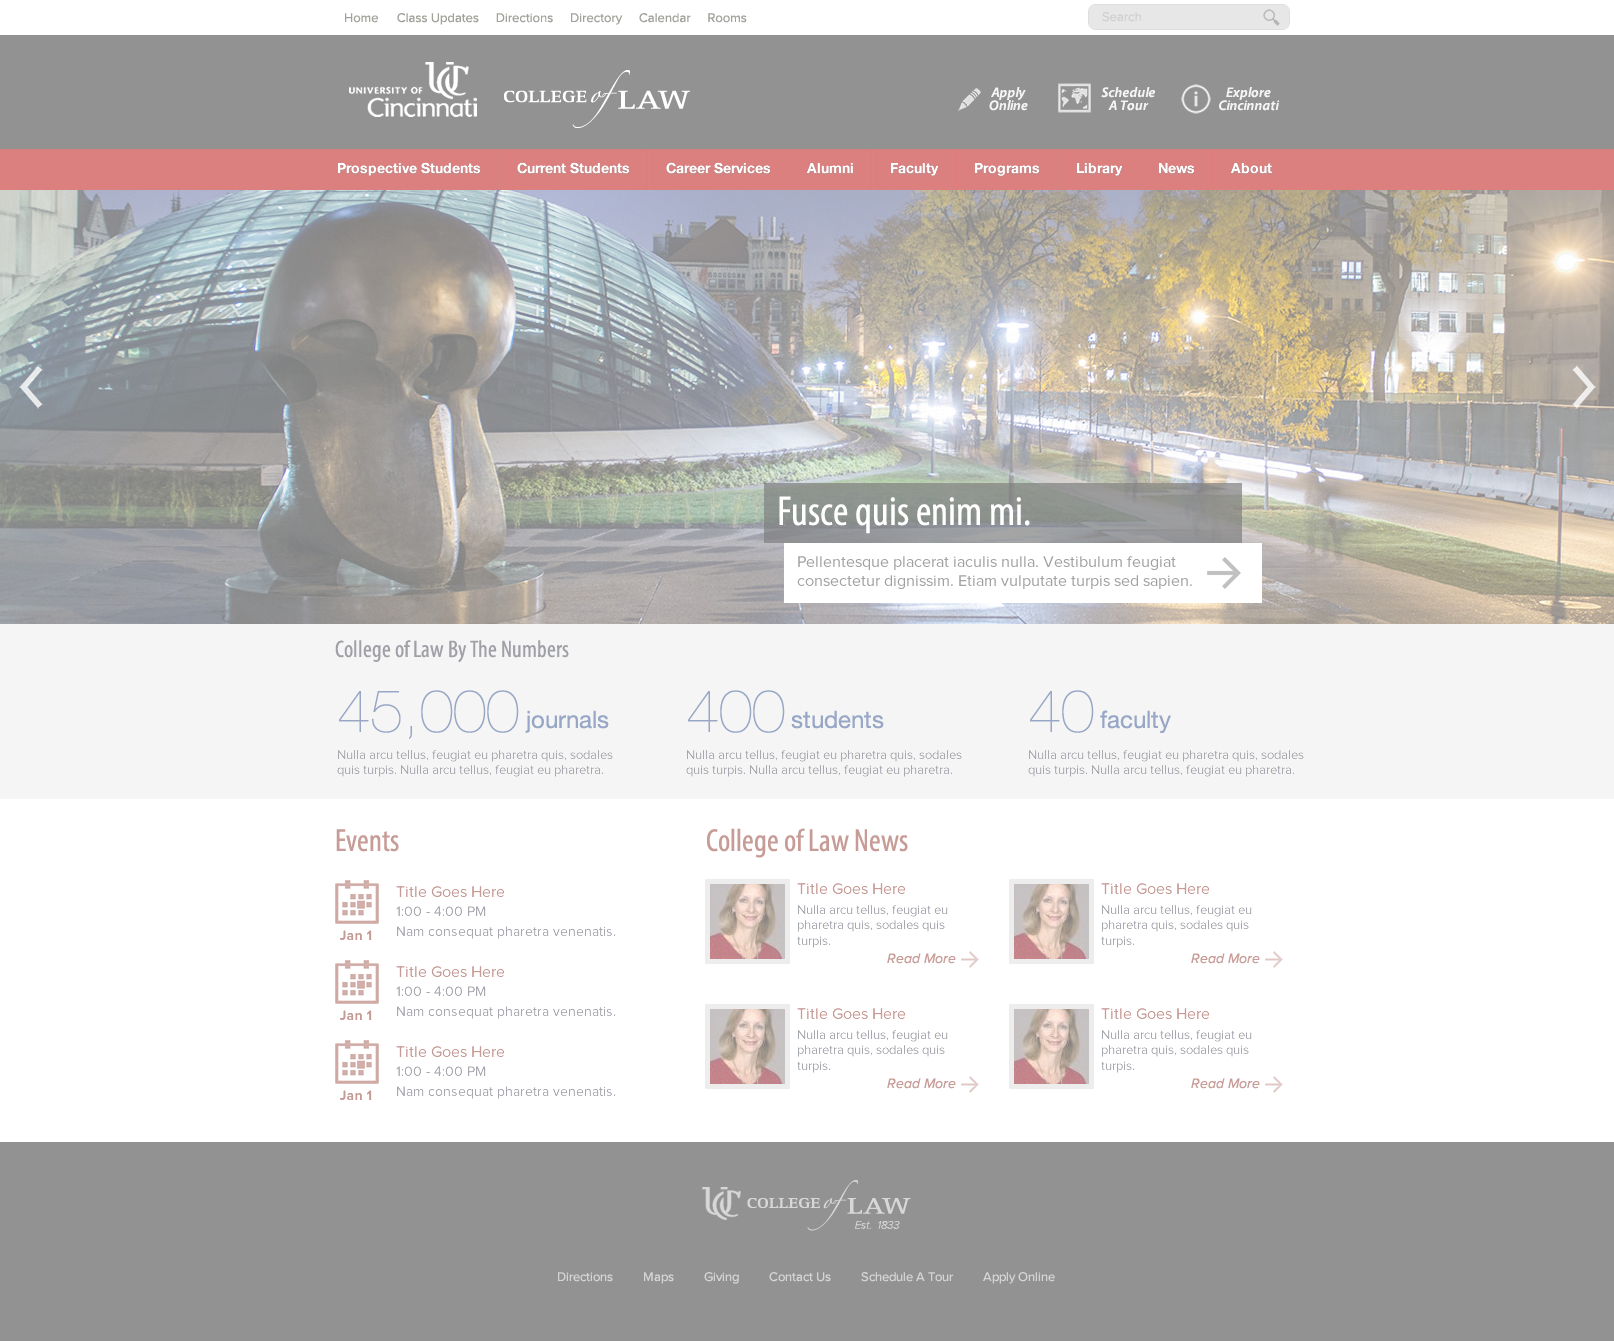 Home Class Updates Directions Directory Calendar Rooms
Search
UNIVERSITY OF
Cincinnati
UC
COLLEGE of LAW
Apply
Online
Schedule
A Tour
Explore
Cincinnati
Prospective Students Current Students Career Services Alumni Faculty Programs Library News About
Fusce quis enim mi.
Pellentesque placerat iaculis nulla. Vestibulum feugiat
consectetur dignissim. Etiam vulputate turpis sed sapien.
College of Law By The Numbers
45,000 journals
Nulla arcu tellus, feugiat eu pharetra quis, sodales
quis turpis. Nulla arcu tellus, feugiat eu pharetra.
400 students
Nulla arcu tellus, feugiat eu pharetra quis, sodales
quis turpis. Nulla arcu tellus, feugiat eu pharetra.
40 faculty
Nulla arcu tellus, feugiat eu pharetra quis, sodales
quis turpis. Nulla arcu tellus, feugiat eu pharetra.
Events
Jan 1
Title Goes Here
1:00 - 4:00 PM
Nam consequat pharetra venenatis.
Jan 1
Title Goes Here
1:00 - 4:00 PM
Nam consequat pharetra venenatis.
Jan 1
Title Goes Here
1:00 - 4:00 PM
Nam consequat pharetra venenatis.
College of Law News
Title Goes Here
Nulla arcu tellus, feugiat eu
pharetra quis, sodales quis
turpis.
Read More
Title Goes Here
Nulla arcu tellus, feugiat eu
pharetra quis, sodales quis
turpis.
Read More
Title Goes Here
Nulla arcu tellus, feugiat eu
pharetra quis, sodales quis
turpis.
Read More
Title Goes Here
Nulla arcu tellus, feugiat eu
pharetra quis, sodales quis
turpis.
Read More
UC COLLEGE of LAW
Est. 1833
Directions Maps Giving Contact Us Schedule A Tour Apply Online